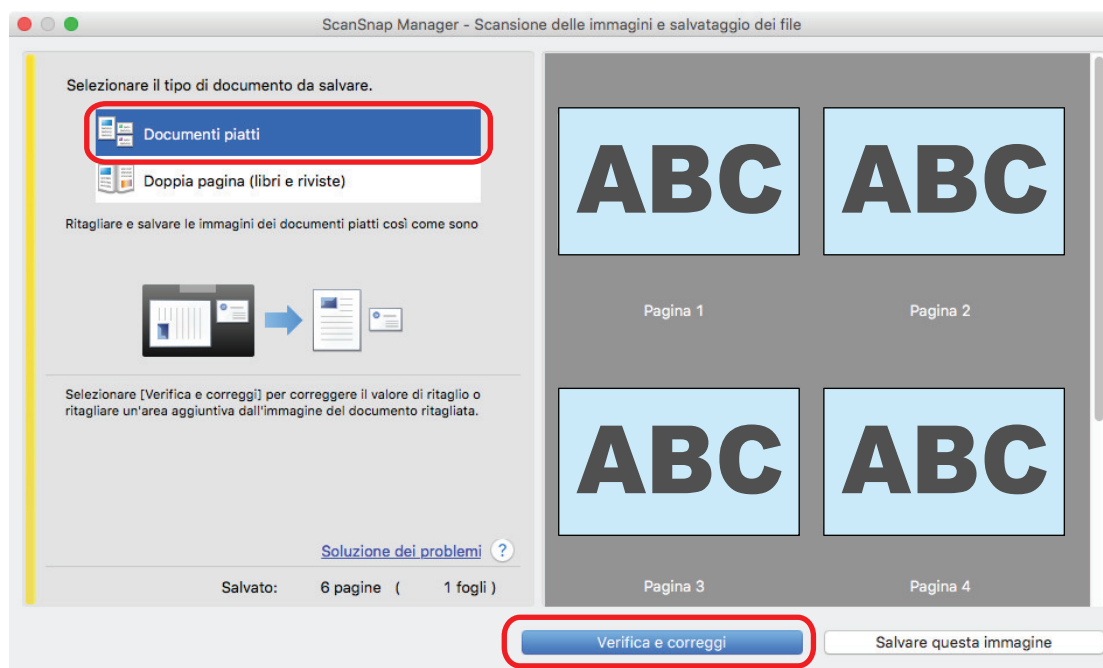 ScanSnap Manager - Scansione delle immagini e salvataggio dei file
Selezionare il tipo di documento da salvare.
Documenti piatti
Doppia pagina (libri e riviste)
Ritagliare e salvare le immagini dei documenti piatti così come sono
Selezionare [Verifica e correggi] per correggere il valore di ritaglio o
ritagliare un'area aggiuntiva dall'immagine del documento ritagliata.
Soluzione dei problemi ?
Salvato: 6 pagine ( 1 fogli )
ABC ABC
Pagina 1 Pagina 2
ABC ABC
Pagina 3 Pagina 4
Verifica e correggi Salvare questa immagine